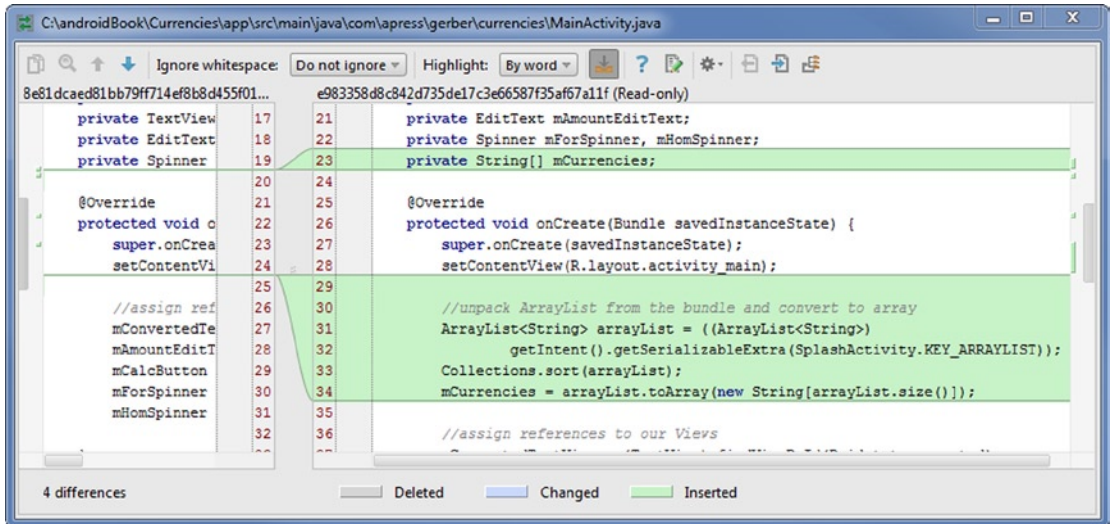 C:\androidBook\Currencies\app\src\main\java\com\apress\gerber\currencies\MainActivity.java
Ignore whitespace: Do not ignore Highlight: By word ?
8e81dcaed81bb79ff714ef8b8d455f01... e983358d8c842d735de17c3e66587f35af67a11f (Read-only)
private TextView 17 21 private EditText mAmountEditText;
private EditText 18 22 private Spinner mForSpinner, mHomSpinner;
private Spinner 19 23 private String[] mCurrencies;
20 24
@Override 21 25 @Override
protected void o 22 26 protected void onCreate(Bundle savedInstanceState) {
super.onCrea 23 27 super.onCreate(savedInstanceState);
setContentVi 24 28 setContentView(R.layout.activity_main);
25 29
//assign ref 26 30 //unpack ArrayList from the bundle and convert to array
mConvertedTe 27 31 ArrayList<String> arrayList = ((ArrayList<String>)
mAmountEditT 28 32 getIntent().getSerializableExtra(SplashActivity.KEY_ARRAYLIST));
mCalcButton 29 33 Collections.sort(arrayList);
mForSpinner 30 34 mCurrencies = arrayList.toArray(new String[arrayList.size()]);
mHomSpinner 31 35
32 36 //assign references to our Views
4 differences Deleted Changed Inserted